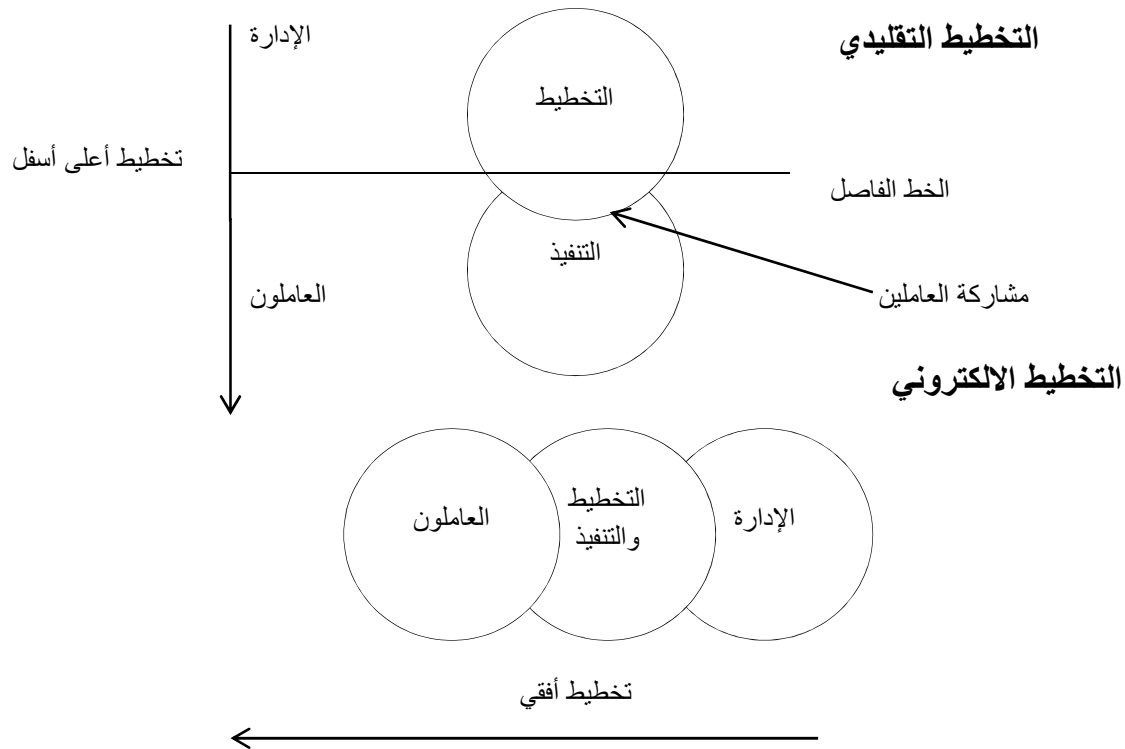 التخطيط التقليدي
الإدارة
التخطيط
تخطيط أعلى أسفل
الخط الفاصل
التنفيذ
مشاركة العاملين
العاملون
التخطيط الالكتروني
الإدارة
التخطيط
والتنفيذ
العاملون
تخطيط أفقي